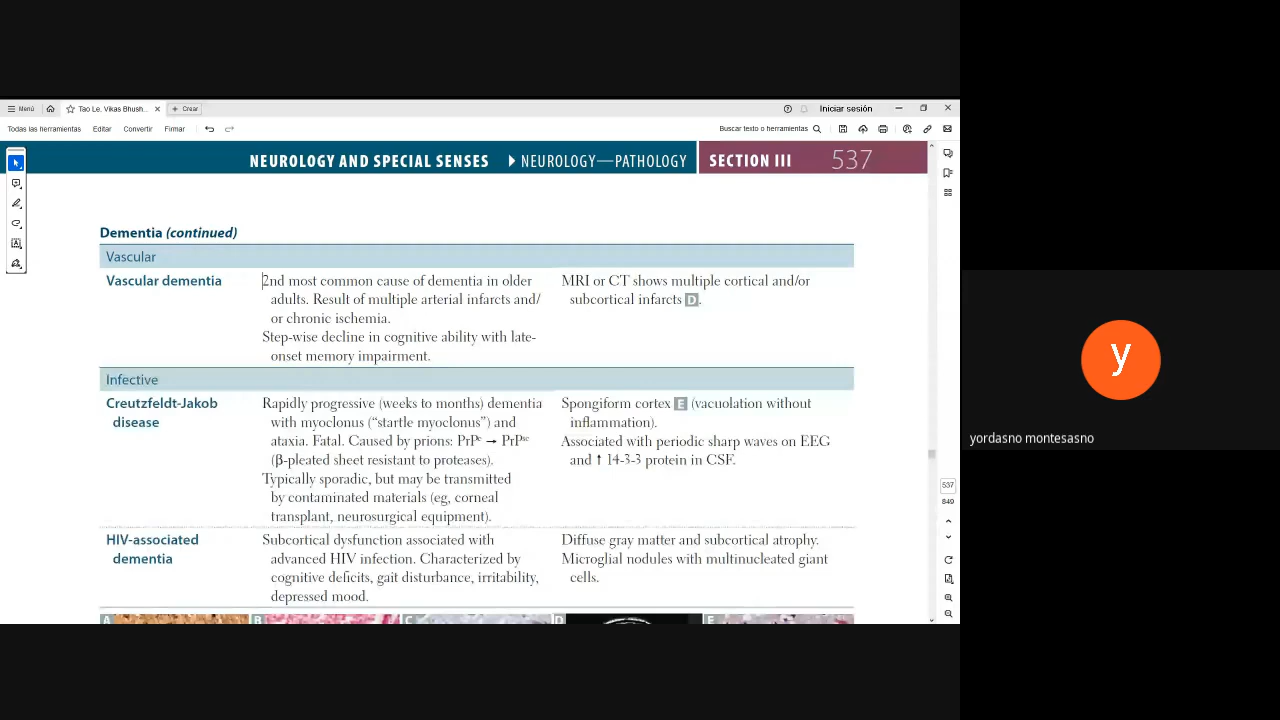 Menú
Tao Le, Vikas Bhush...
Crear
Iniciar sesión
Todas las herramientas
Editar
Convertir
Firmar
Buscar texto o herramientas
NEUROLOGY AND SPECIAL SENSES
NEUROLOGY—PATHOLOGY
SECTION III
537
Dementia (continued)
Vascular
Vascular dementia
2nd most common cause of dementia in older
adults. Result of multiple arterial infarcts and/
or chronic ischemia.
Step-wise decline in cognitive ability with late-
onset memory impairment.
MRI or CT shows multiple cortical and/or
subcortical infarcts D.
Infective
Creutzfeldt-Jakob
disease
Rapidly progressive (weeks to months) dementia
with myoclonus (“startle myoclonus”) and
ataxia. Fatal. Caused by prions: PrPᶜ → PrPˢᶜ
(β-pleated sheet resistant to proteases).
Typically sporadic, but may be transmitted
by contaminated materials (eg, corneal
transplant, neurosurgical equipment).
Spongiform cortex E (vacuolation without
inflammation).
Associated with periodic sharp waves on EEG
and ↑ 14-3-3 protein in CSF.
HIV-associated
dementia
Subcortical dysfunction associated with
advanced HIV infection. Characterized by
cognitive deficits, gait disturbance, irritability,
depressed mood.
Diffuse gray matter and subcortical atrophy.
Microglial nodules with multinucleated giant
cells.
A
B
C
D
E
537
849
y
yordasno montesasno